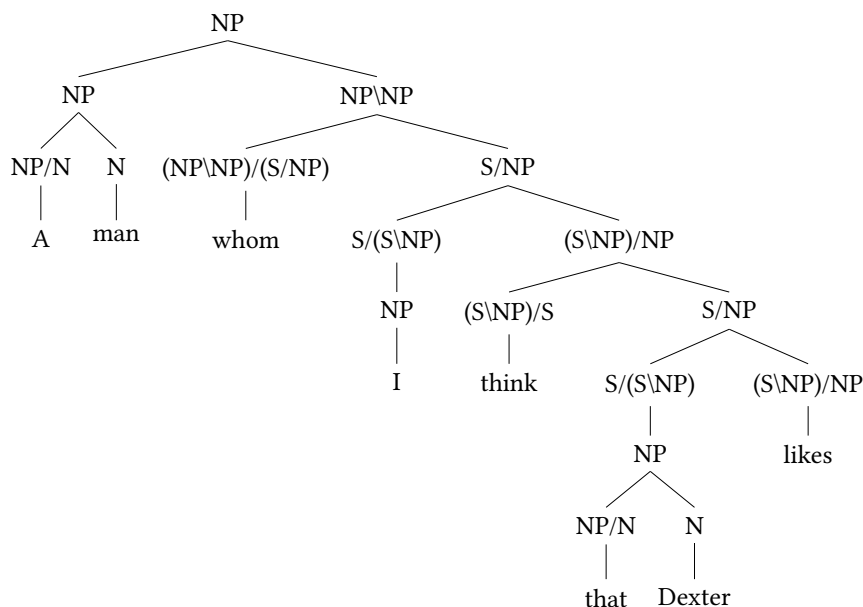 NP
NP NP\NP
NP/N N (NP\NP)/(S/NP) S/NP
A man whom S/(S\NP) (S\NP)/NP
NP (S\NP)/S S/NP
I think S/(S\NP) (S\NP)/NP
NP likes
NP/N N
that Dexter